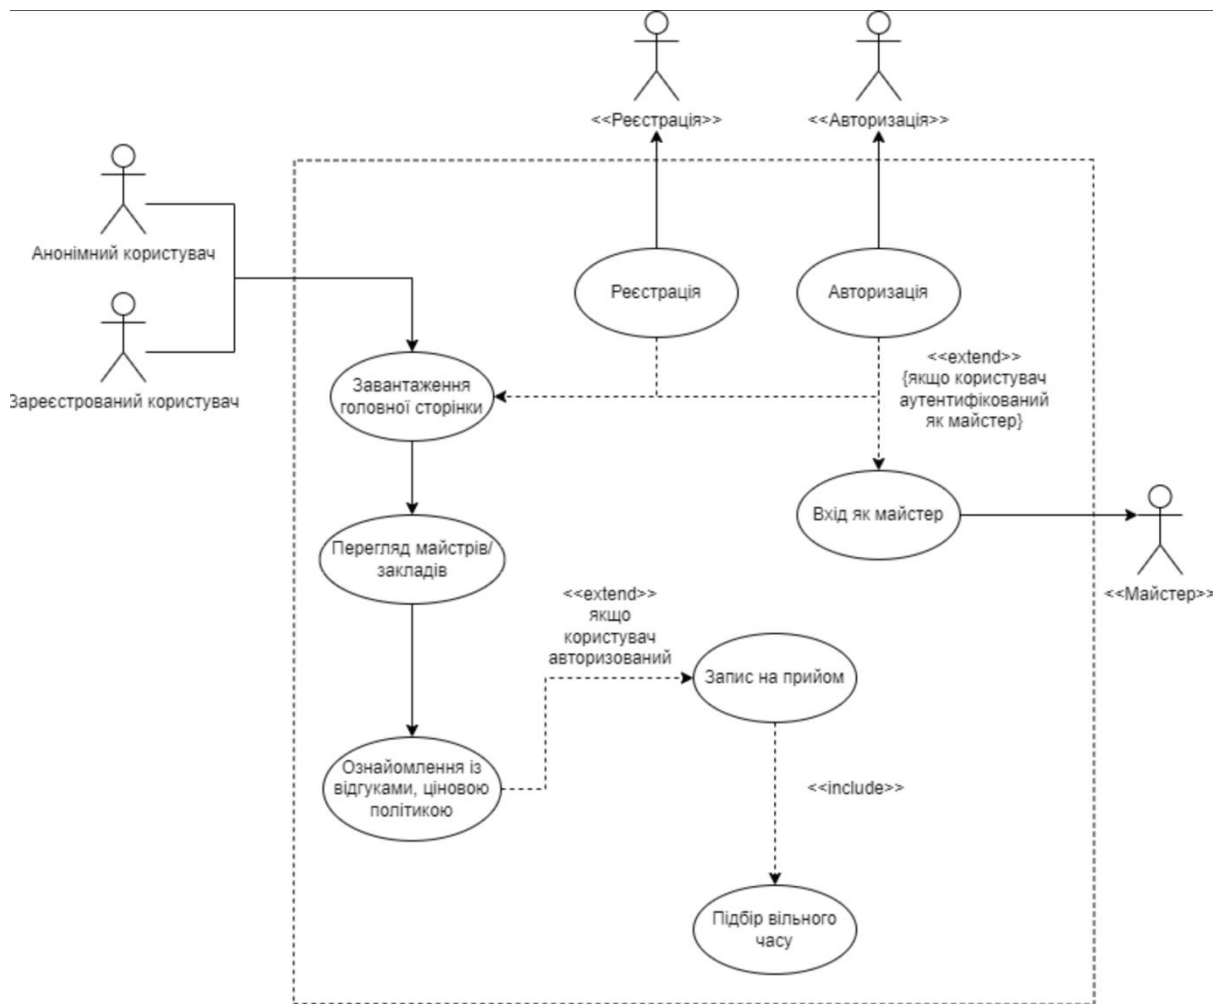 <<Реєстрація>>
<<Авторизація>>
Анонімний користувач
Зареєстрований користувач
Реєстрація
Авторизація
<<extend>>
{якщо користувач
аутентифікований
як майстер}
Завантаження
головної сторінки
Вхід як майстер
<<Майстер>>
Перегляд майстрів/
закладів
<<extend>>
якщо
користувач
авторизований
Запис на прийом
Ознайомлення із
відгуками, ціновою
політикою
<<include>>
Підбір вільного
часу